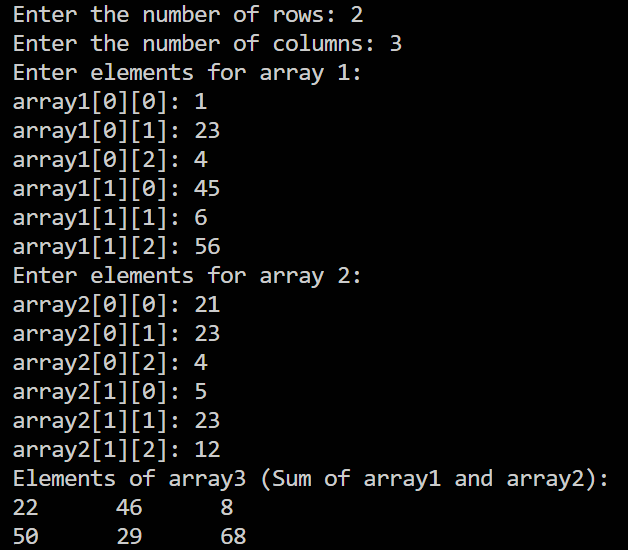 Enter the number of rows: 2
Enter the number of columns: 3
Enter elements for array 1:
array1[0][0]: 1
array1[0][1]: 23
array1[0][2]: 4
array1[1][0]: 45
array1[1][1]: 6
array1[1][2]: 56
Enter elements for array 2:
array2[0][0]: 21
array2[0][1]: 23
array2[0][2]: 4
array2[1][0]: 5
array2[1][1]: 23
array2[1][2]: 12
Elements of array3 (Sum of array1 and array2):
22      46      8
50      29      68